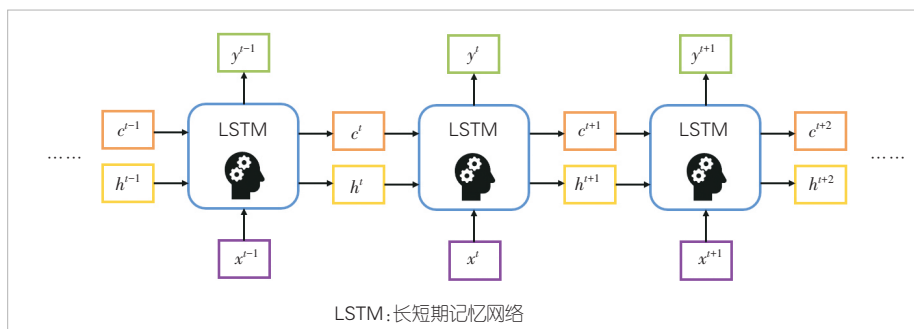 y^{t-1} y^{t} y^{t+1}
LSTM LSTM LSTM
c^{t-1} c^{t} c^{t+1} c^{t+2}
…… ……
h^{t-1} h^{t} h^{t+1} h^{t+2}
x^{t-1} x^{t} x^{t+1}
LSTM:长短期记忆网络